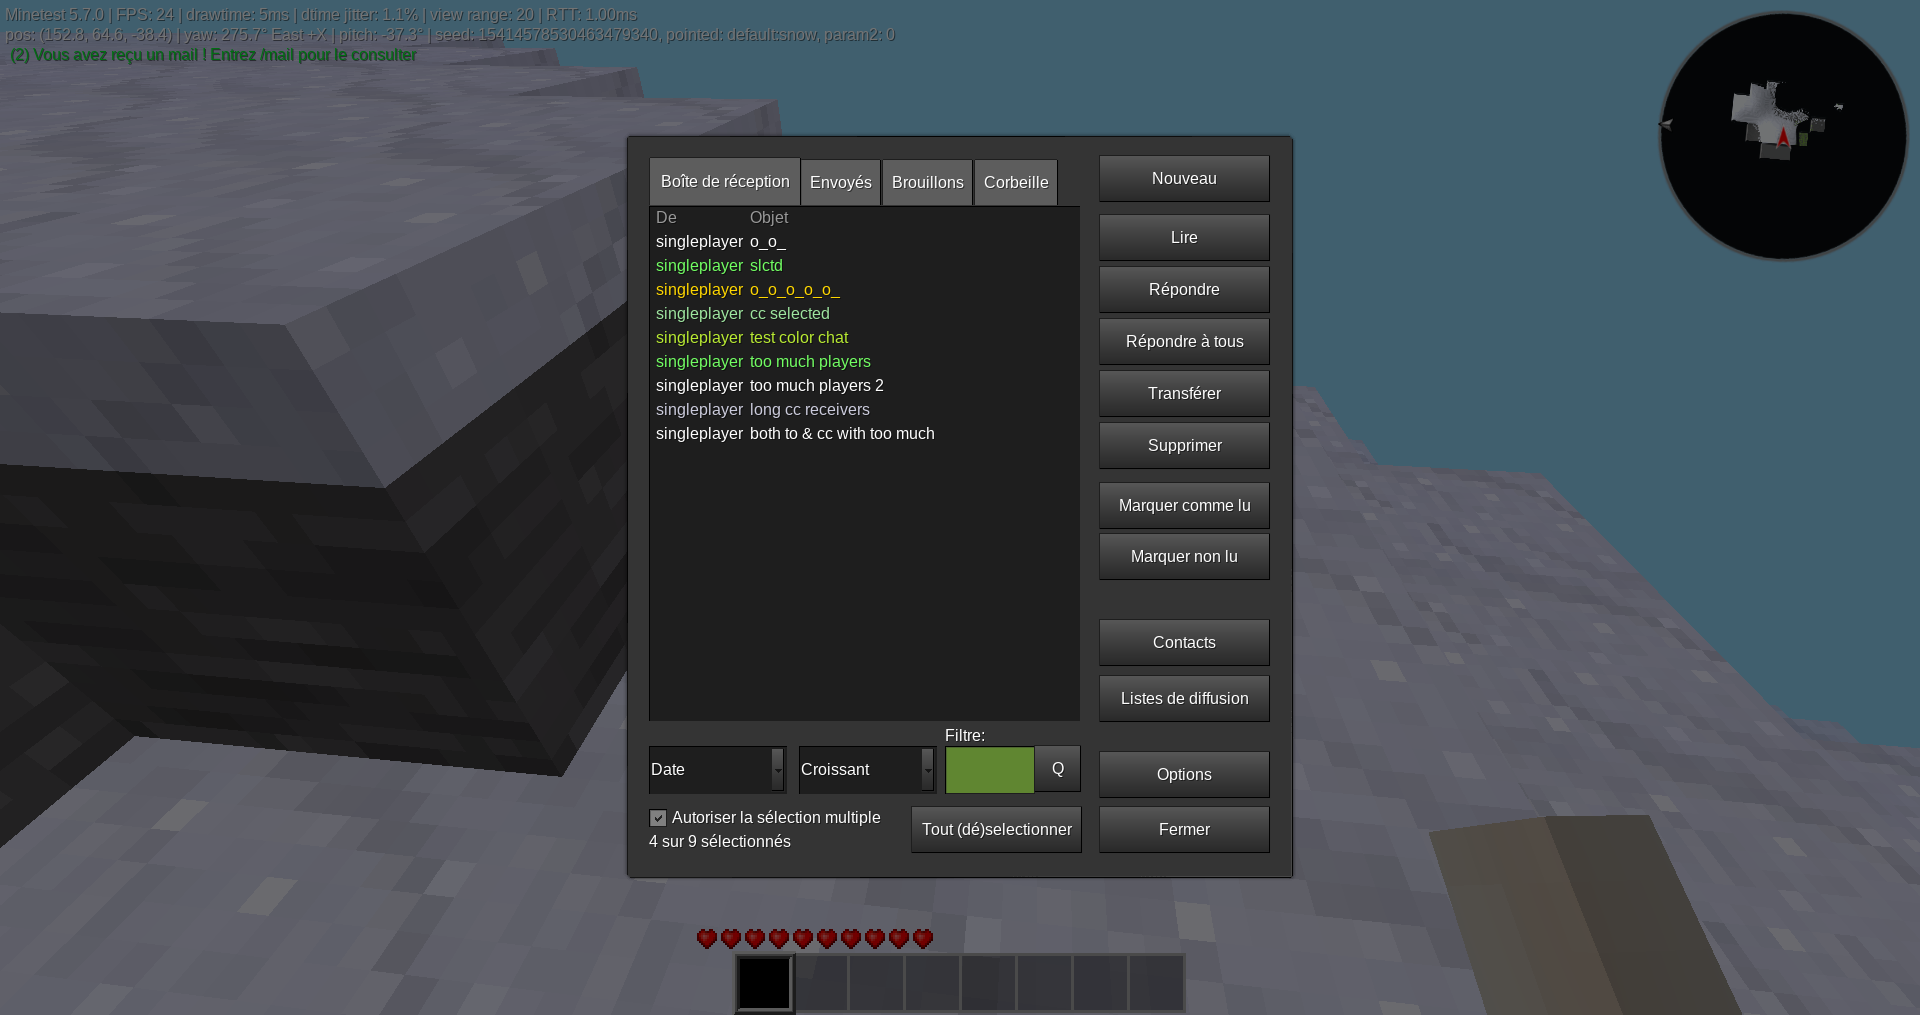 Minetest 5.7.0 | FPS: 24 | drawtime: 5ms | dtime jitter: 1.1% | view range: 20 | RTT: 1.00ms
pos: (152.8, 64.6, -38.4) | yaw: 275.7° East +X | pitch: -37.3° | seed: 15414578530463479340, pointed: default:snow, param2: 0
(2) Vous avez reçu un mail ! Entrez /mail pour le consulter
Boîte de réception Envoyés Brouillons Corbeille
De Objet
singleplayer o_o_
singleplayer slctd
singleplayer o_o_o_o_o_
singleplayer cc selected
singleplayer test color chat
singleplayer too much players
singleplayer too much players 2
singleplayer long cc receivers
singleplayer both to & cc with too much
Filtre:
Date Croissant Q
Autoriser la sélection multiple
4 sur 9 sélectionnés
Tout (dé)selectionner
Nouveau
Lire
Répondre
Répondre à tous
Transférer
Supprimer
Marquer comme lu
Marquer non lu
Contacts
Listes de diffusion
Options
Fermer